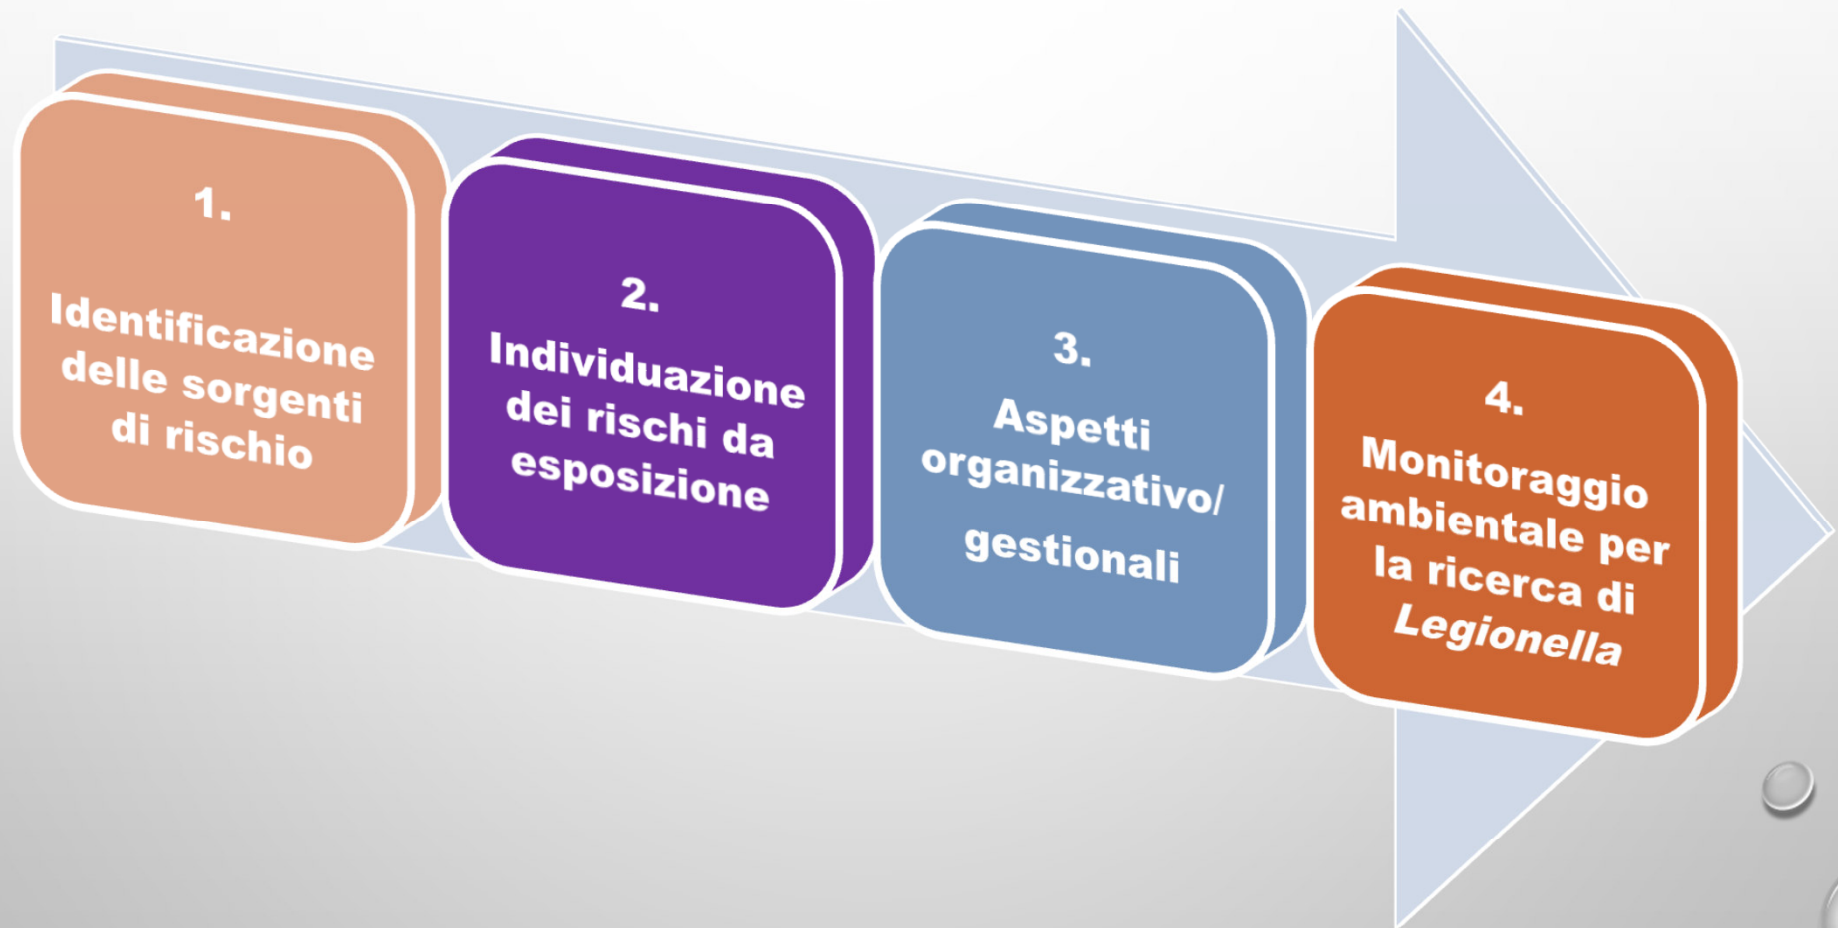 1.
Identificazione
delle sorgenti
di rischio
2.
Individuazione
dei rischi da
esposizione
3.
Aspetti
organizzativo/
gestionali
4.
Monitoraggio
ambientale per
la ricerca di
Legionella